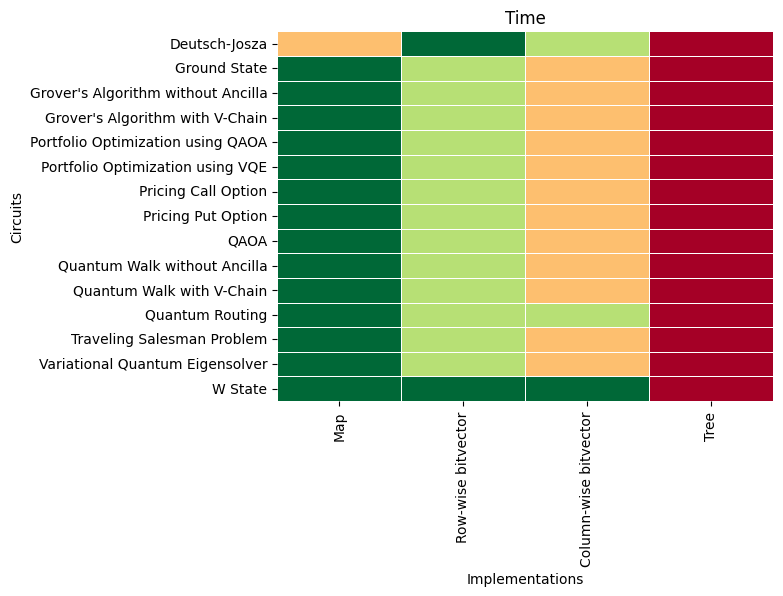 Time
Circuits
Deutsch-Josza
Ground State
Grover's Algorithm without Ancilla
Grover's Algorithm with V-Chain
Portfolio Optimization using QAOA
Portfolio Optimization using VQE
Pricing Call Option
Pricing Put Option
QAOA
Quantum Walk without Ancilla
Quantum Walk with V-Chain
Quantum Routing
Traveling Salesman Problem
Variational Quantum Eigensolver
W State
Map
Row-wise bitvector
Column-wise bitvector
Tree
Implementations